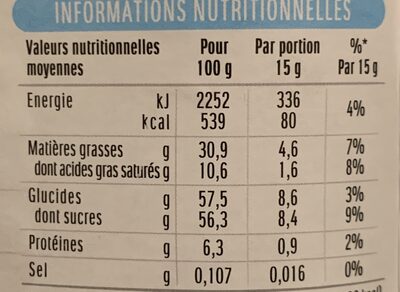 INFORMATIONS NUTRITIONNELLES
Valeurs nutritionnelles Pour Par portion %*
moyennes 100 g 15 g Par 15 g
Energie kJ 2252 336 4%
kcal 539 80
Matières grasses g 30,9 4,6 7%
dont acides gras saturés g 10,6 1,6 8%
Glucides g 57,5 8,6 3%
dont sucres g 56,3 8,4 9%
Protéines g 6,3 0,9 2%
Sel g 0,107 0,016 0%